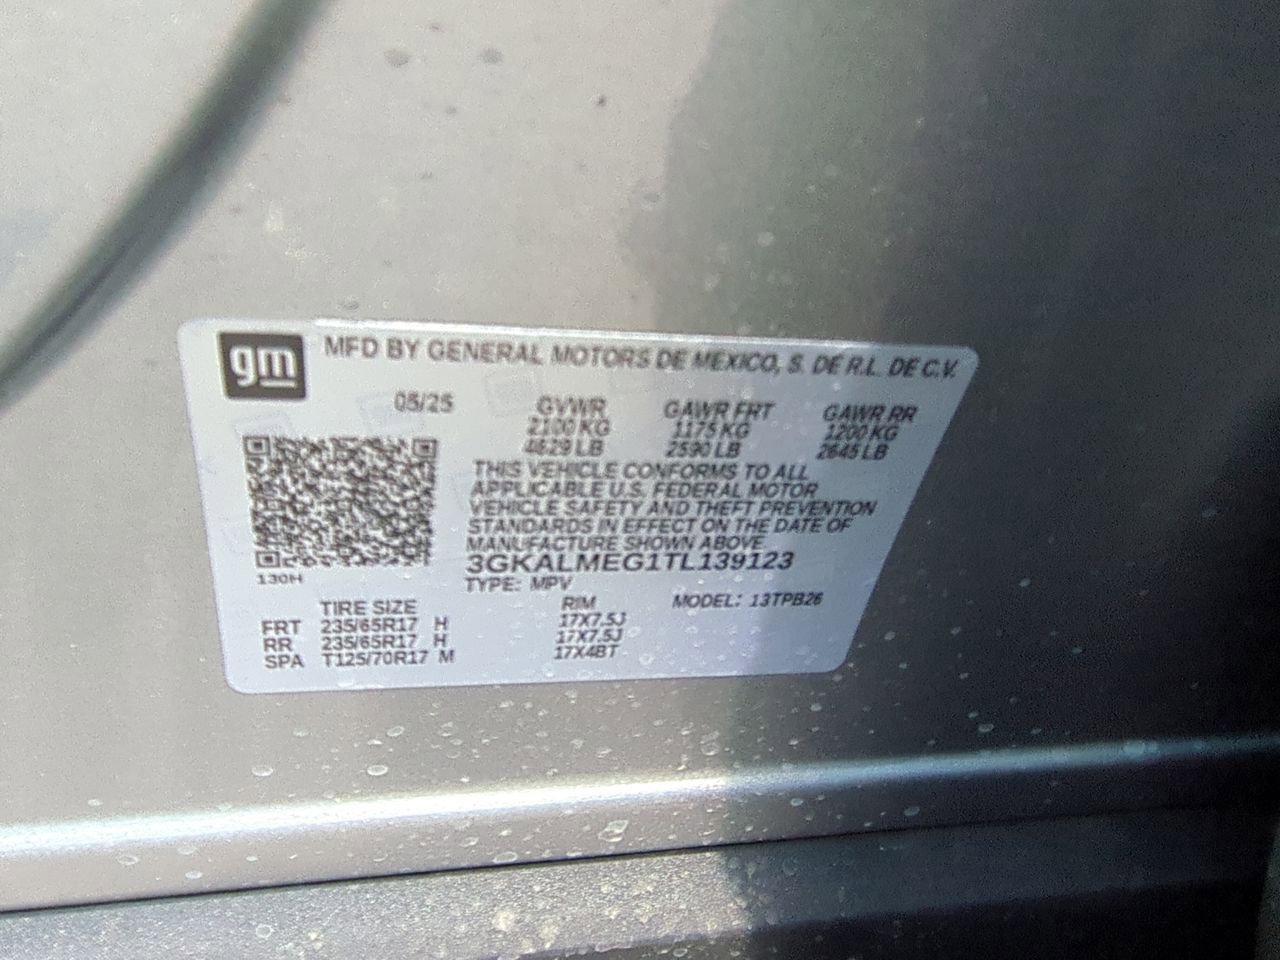 gm
MFD BY GENERAL MOTORS DE MEXICO, S. DE R.L. DE C.V.
05/25 GVWR GAWR FRT GAWR RR
2100 KG 1175 KG 1200 KG
4629 LB 2590 LB 2645 LB
THIS VEHICLE CONFORMS TO ALL
APPLICABLE U.S. FEDERAL MOTOR
VEHICLE SAFETY AND THEFT PREVENTION
STANDARDS IN EFFECT ON THE DATE OF
MANUFACTURE SHOWN ABOVE.
3GKALMEG1TL139123
130H
TYPE: MPV
TIRE SIZE RIM MODEL: 13TPB26
FRT 235/65R17 H 17X7.5J
RR 235/65R17 H 17X7.5J
SPA T125/70R17 M 17X4BT